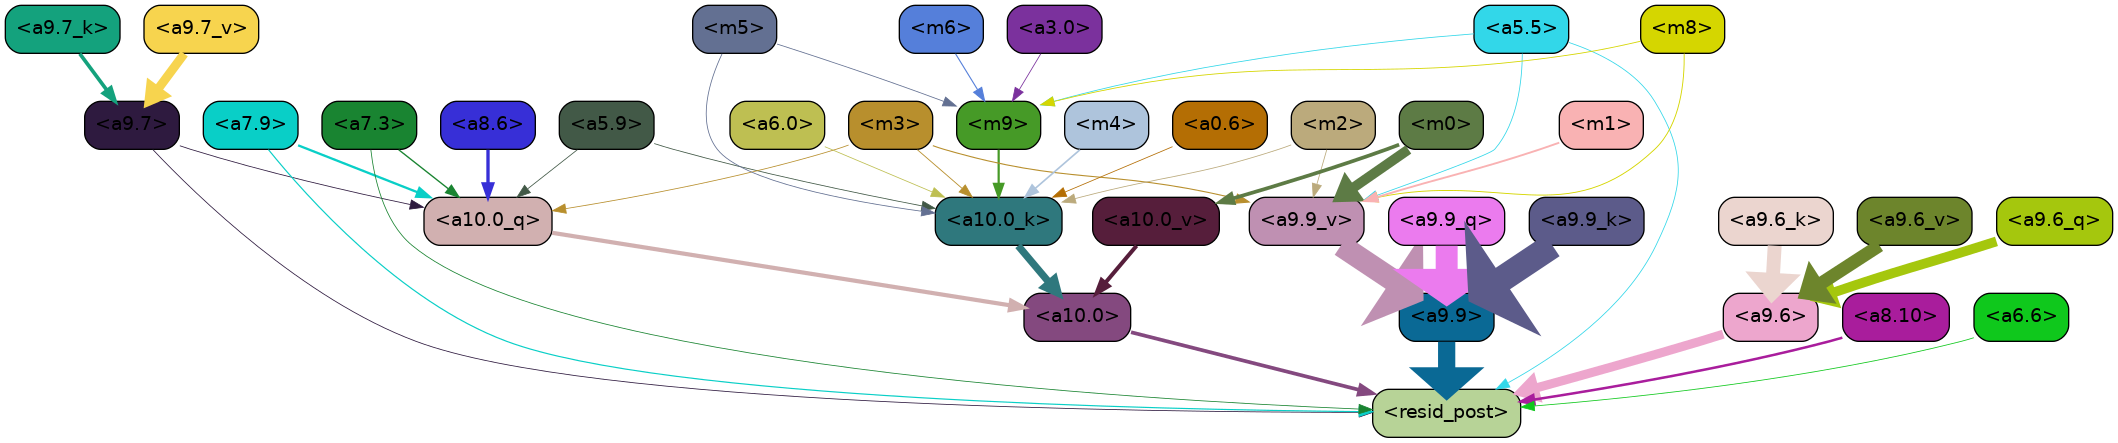 <a9.7_k> <a9.7_v> <m5> <m6> <a3.0> <a5.5> <m8>
<a9.7> <a7.9> <a7.3> <a8.6> <a5.9> <a6.0> <m3> <m9> <m4> <a0.6> <m2> <m0> <m1>
<a10.0_q> <a10.0_k> <a10.0_v> <a9.9_v> <a9.9_q> <a9.9_k> <a9.6_k> <a9.6_v> <a9.6_q>
<a10.0> <a9.9> <a9.6> <a8.10> <a6.6>
<resid_post>